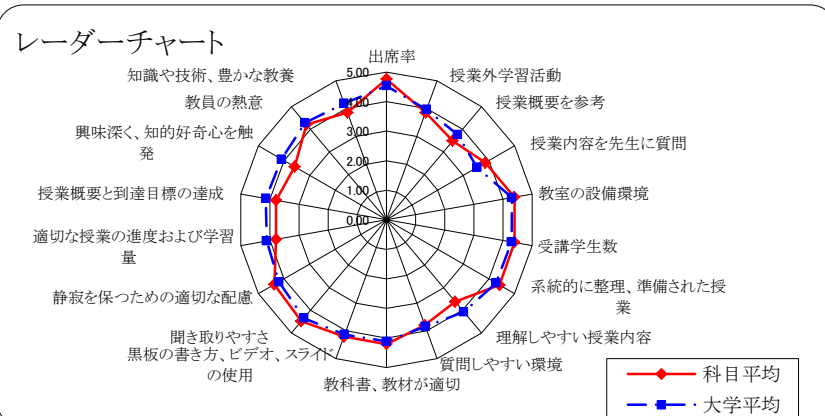 レーダーチャート
出席率
授業外学習活動
授業概要を参考
授業内容を先生に質問
教室の設備環境
受講学生数
系統的に整理、準備された授
業
理解しやすい授業内容
質問しやすい環境
教科書、教材が適切
黒板の書き方、ビデオ、スライド
の使用
聞き取りやすさ
静寂を保つための適切な配慮
適切な授業の進度および学習
量
授業概要と到達目標の達成
興味深く、知的好奇心を触
発
教員の熱意
知識や技術、豊かな教養
5.00
4.00
3.00
2.00
1.00
0.00
科目平均
大学平均